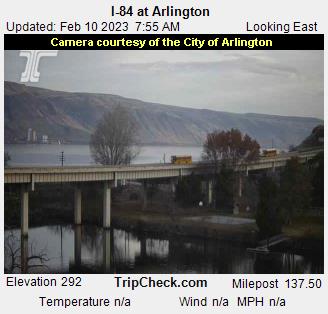 I-84 at Arlington
Updated: Feb 10 2023 7:55 AM Looking East
Camera courtesy of the City of Arlington
Elevation 292 TripCheck.com Milepost 137.50
Temperature n/a Wind n/a MPH n/a